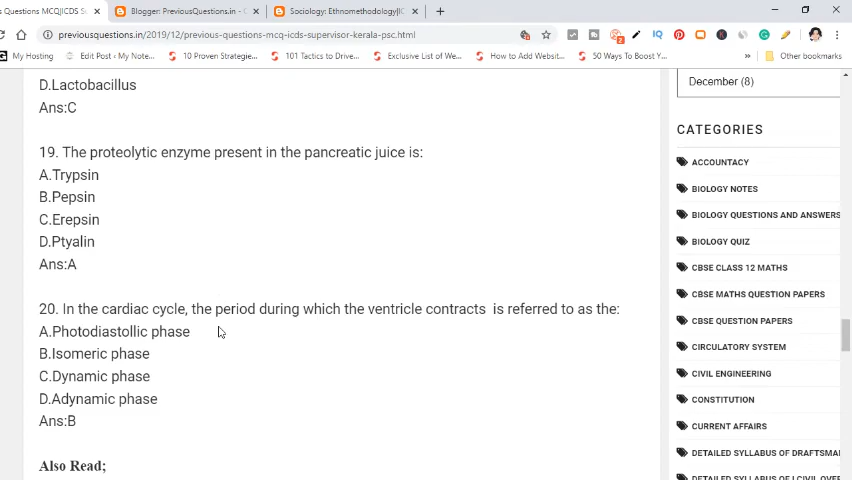 s Questions MCQ|ICDS S
Blogger: PreviousQuestions.in - C
Sociology: Ethnomethodology|IC
previousquestions.in/2019/12/previous-questions-mcq-icds-supervisor-kerala-psc.html
My Hosting
Edit Post ‹ My Note...
10 Proven Strategie...
101 Tactics to Drive...
Exclusive List of We...
How to Add Website...
50 Ways To Boost Y...
»
Other bookmarks
D.Lactobacillus
Ans:C
19. The proteolytic enzyme present in the pancreatic juice is:
A.Trypsin
B.Pepsin
C.Erepsin
D.Ptyalin
Ans:A
20. In the cardiac cycle, the period during which the ventricle contracts is referred to as the:
A.Photodiastollic phase
B.Isomeric phase
C.Dynamic phase
D.Adynamic phase
Ans:B
Also Read;
December (8)
CATEGORIES
ACCOUNTACY
BIOLOGY NOTES
BIOLOGY QUESTIONS AND ANSWERS
BIOLOGY QUIZ
CBSE CLASS 12 MATHS
CBSE MATHS QUESTION PAPERS
CBSE QUESTION PAPERS
CIRCULATORY SYSTEM
CIVIL ENGINEERING
CONSTITUTION
CURRENT AFFAIRS
DETAILED SYLLABUS OF DRAFTSMA
DETAILED SYLLABUS OF I CIVIL OVER